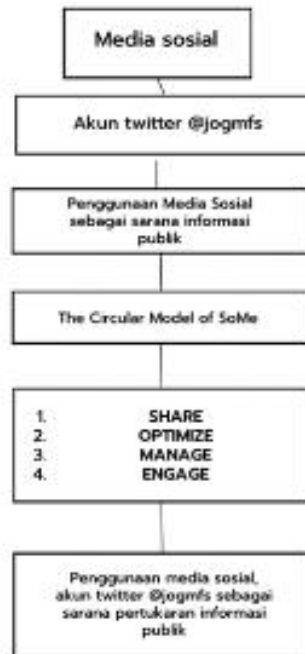 Media sosial
Akun twitter @jogmfs
Penggunaan Media Sosial
sebagai sarana informasi
publik
The Circular Model of SoMe
1. SHARE
2. OPTIMIZE
3. MANAGE
4. ENGAGE
Penggunaan media sosial,
akun twitter @jogmfs sebagai
sarana pertukaran informasi
publik